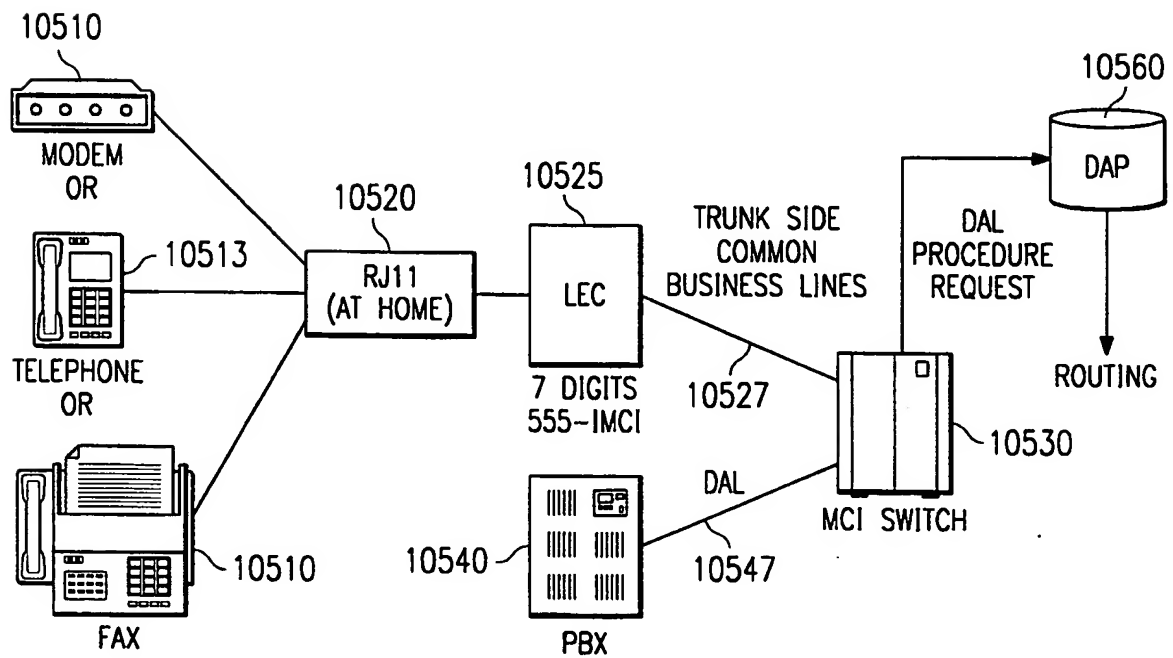 10510
MODEM
OR
10513
TELEPHONE
OR
10510
FAX
10520
RJ11
(AT HOME)
10525
LEC
7 DIGITS
555-IMCI
TRUNK SIDE
COMMON
BUSINESS LINES
10527
10540
PBX
DAL
10547
10530
MCI SWITCH
DAL
PROCEDURE
REQUEST
10560
DAP
ROUTING